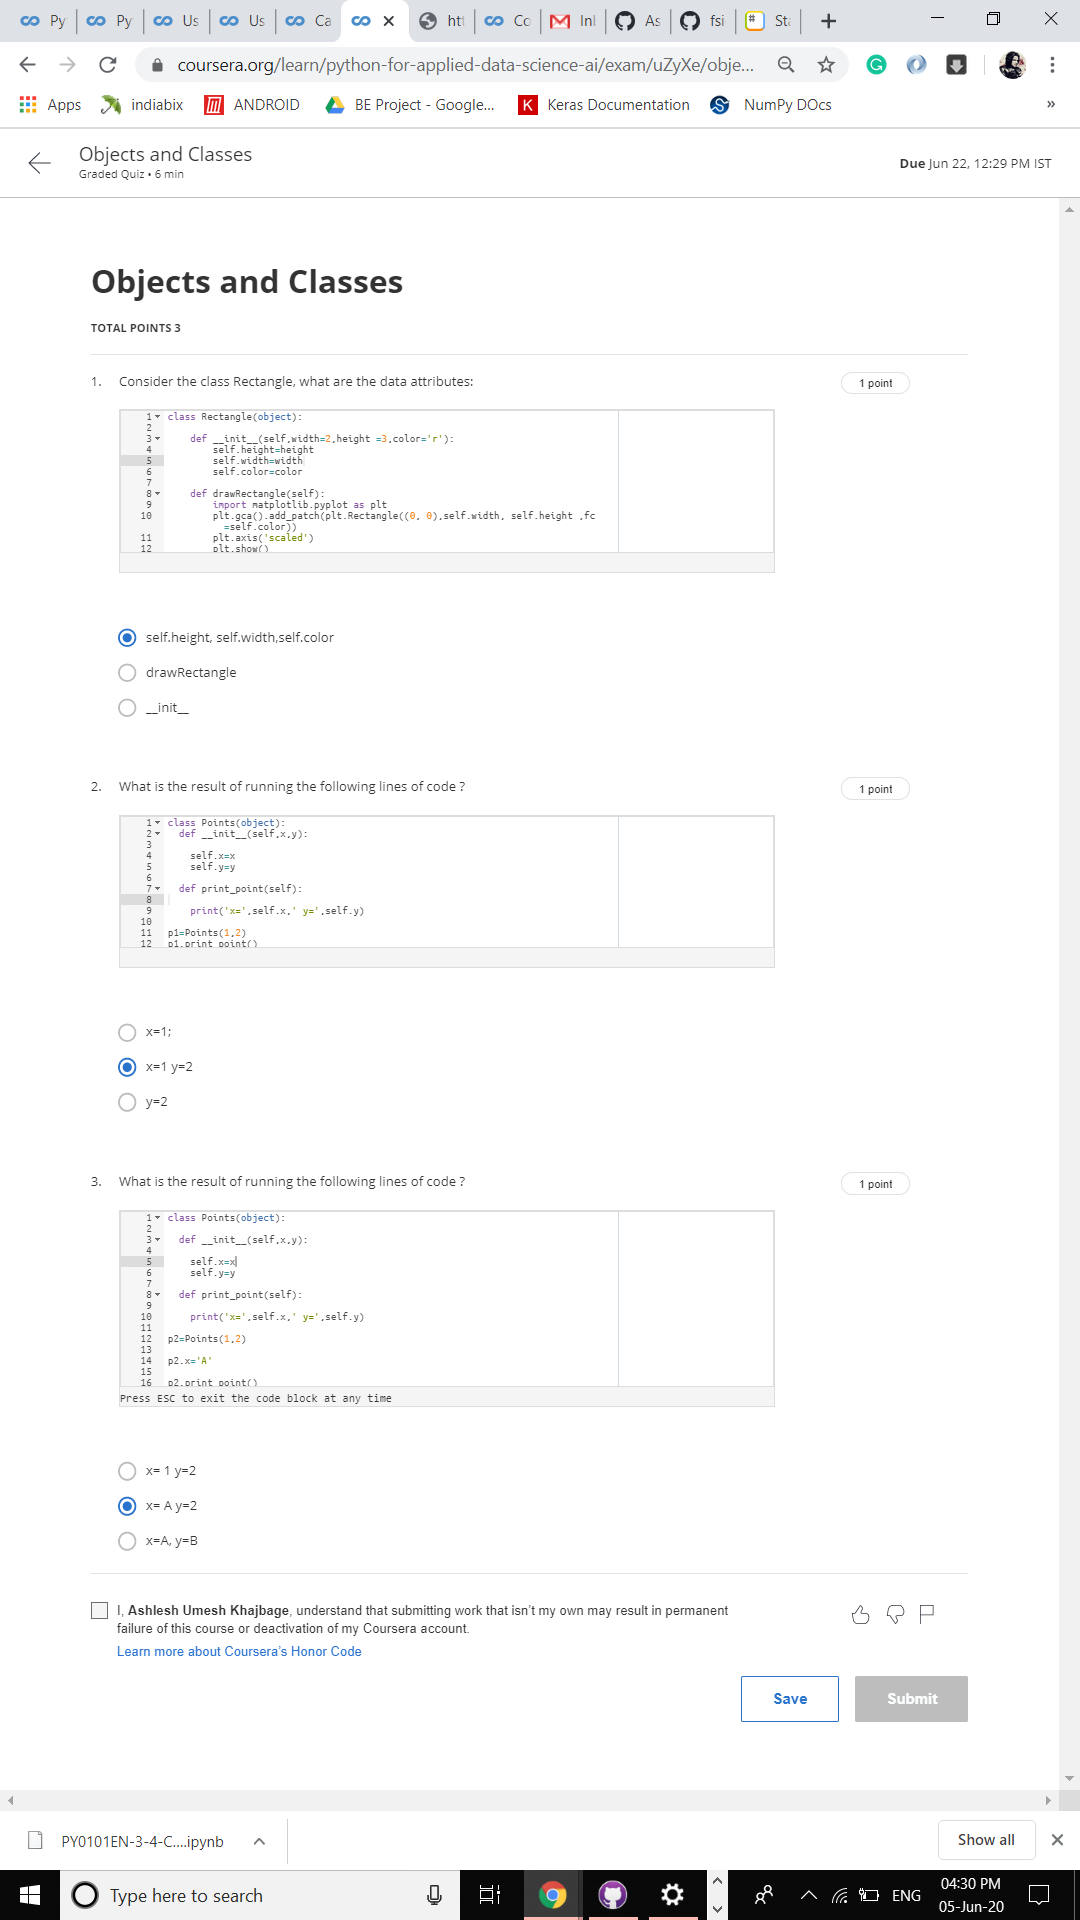 Py
Py
Us
Us
Ca
htt
Co
M Inl
As
fsi
Sta
coursera.org/learn/python-for-applied-data-science-ai/exam/uZyXe/obje...
Apps
indiabix
ANDROID
BE Project - Google...
K Keras Documentation
NumPy DOcs
»
Objects and Classes
Graded Quiz • 6 min
Due Jun 22, 12:29 PM IST
Objects and Classes
TOTAL POINTS 3
1. Consider the class Rectangle, what are the data attributes:
1 point
1 class Rectangle(object):
2
3 def __init__(self,width=2,height =3,color='r'):
4 self.height=height
5 self.width=width
6 self.color=color
7
8 def drawRectangle(self):
9 import matplotlib.pyplot as plt
10 plt.gca().add_patch(plt.Rectangle((0, 0),self.width, self.height ,fc
=self.color))
11 plt.axis('scaled')
12 plt.show()
self.height, self.width,self.color
drawRectangle
__init__
2. What is the result of running the following lines of code ?
1 point
1 class Points(object):
2 def __init__(self,x,y):
3
4 self.x=x
5 self.y=y
6
7 def print_point(self):
8
9 print('x=',self.x,' y=',self.y)
10
11 p1=Points(1,2)
12 p1.print_point()
x=1;
x=1 y=2
y=2
3. What is the result of running the following lines of code ?
1 point
1 class Points(object):
2
3 def __init__(self,x,y):
4
5 self.x=x
6 self.y=y
7
8 def print_point(self):
9
10 print('x=',self.x,' y=',self.y)
11
12 p2=Points(1,2)
13
14 p2.x='A'
15
16 p2.print_point()
Press ESC to exit the code block at any time
x= 1 y=2
x= A y=2
x=A, y=B
I, Ashlesh Umesh Khajbage, understand that submitting work that isn't my own may result in permanent
failure of this course or deactivation of my Coursera account.
Learn more about Coursera's Honor Code
Save
Submit
PY0101EN-3-4-C....ipynb
Show all
Type here to search
ENG
04:30 PM
05-Jun-20